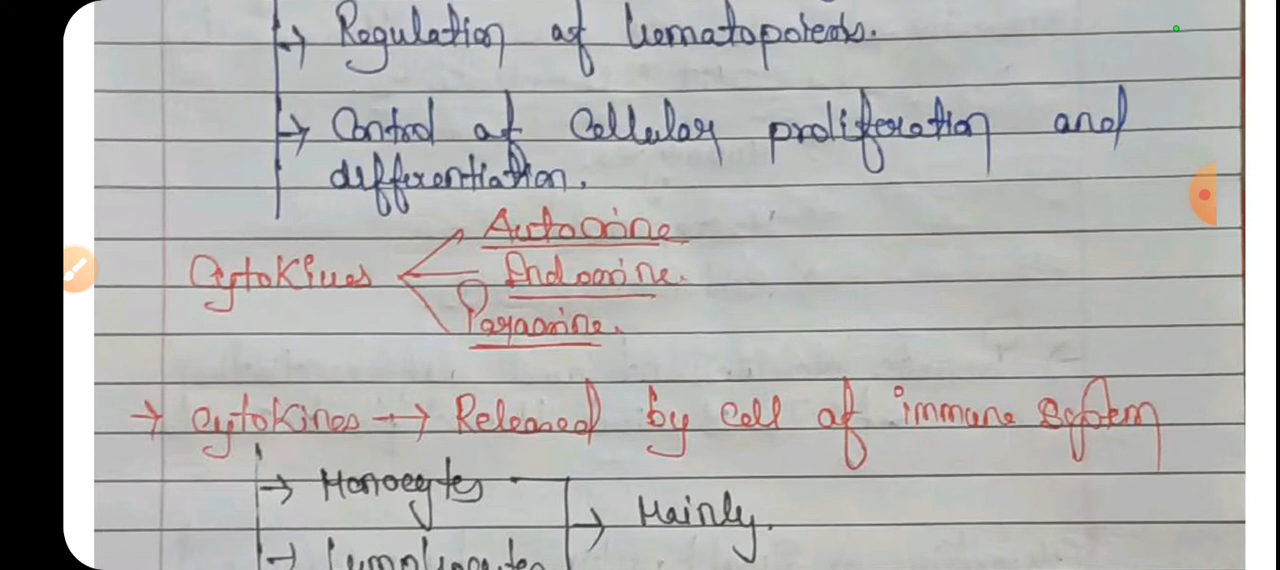 → Regulation of hematopoiesis.
→ Control of Cellular proliferation and
differentiation.
Autocrine
Cytokines Endocrine.
Paracrine.
→ Cytokines → Released by cell of immune system
→ Monocytes
→ Mainly.
→ Lymphocytes